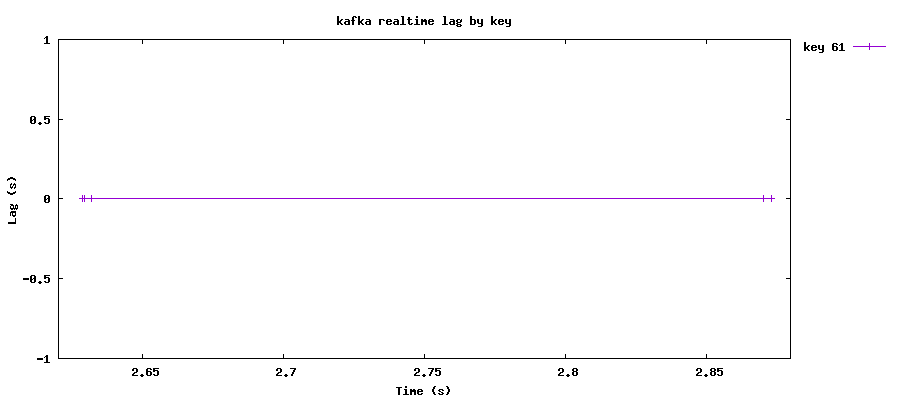 kafka realtime lag by key
key 61
1
0.5
0
-0.5
-1
Lag (s)
2.65 2.7 2.75 2.8 2.85
Time (s)